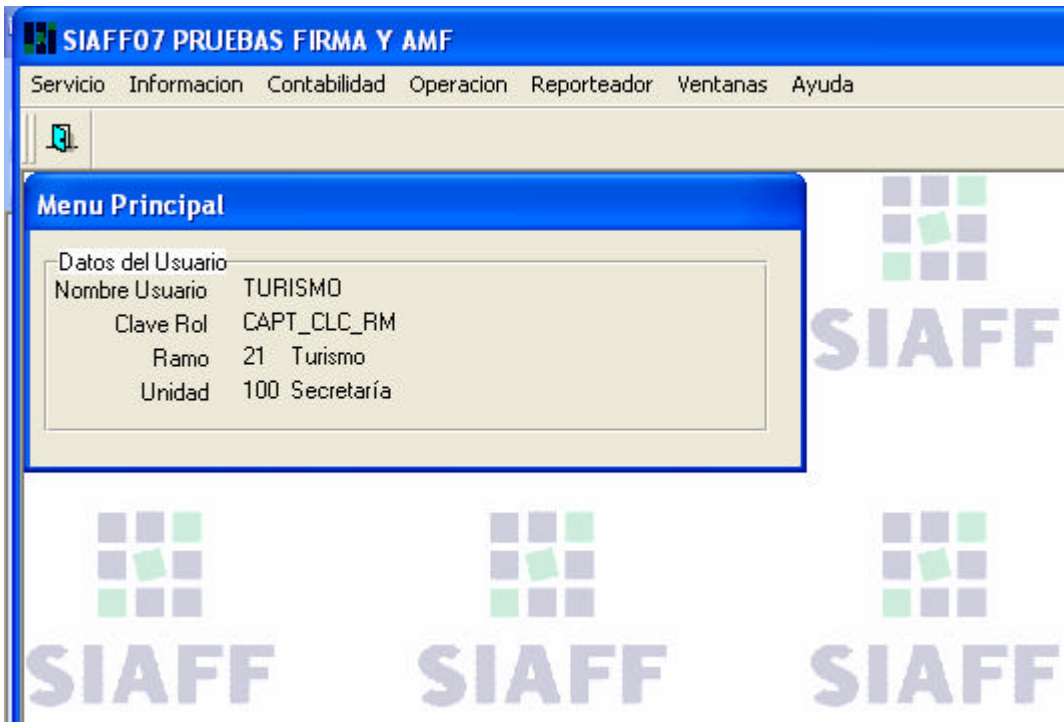 SIAFF07 PRUEBAS FIRMA Y AMF
Servicio Informacion Contabilidad Operacion Reporteador Ventanas Ayuda
Menu Principal
Datos del Usuario
Nombre Usuario TURISMO
Clave Rol CAPT_CLC_RM
Ramo 21 Turismo
Unidad 100 Secretaría
SIAFF
SIAFF SIAFF SIAFF